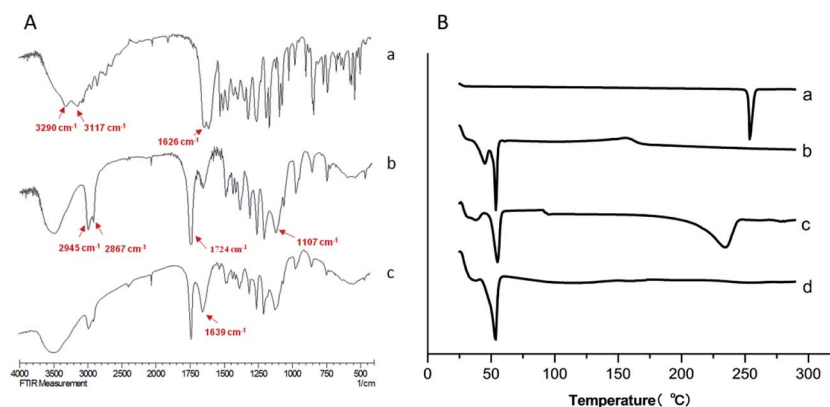 A
a
3290 cm⁻¹
3117 cm⁻¹
1626 cm⁻¹
b
2945 cm⁻¹
2867 cm⁻¹
1724 cm⁻¹
1107 cm⁻¹
c
1639 cm⁻¹
4000 3500 3000 2500 2000 1750 1500 1250 1000 750 500
FTIR Measurement
1/cm
B
a
b
c
d
0 50 100 150 200 250 300
Temperature( °C)